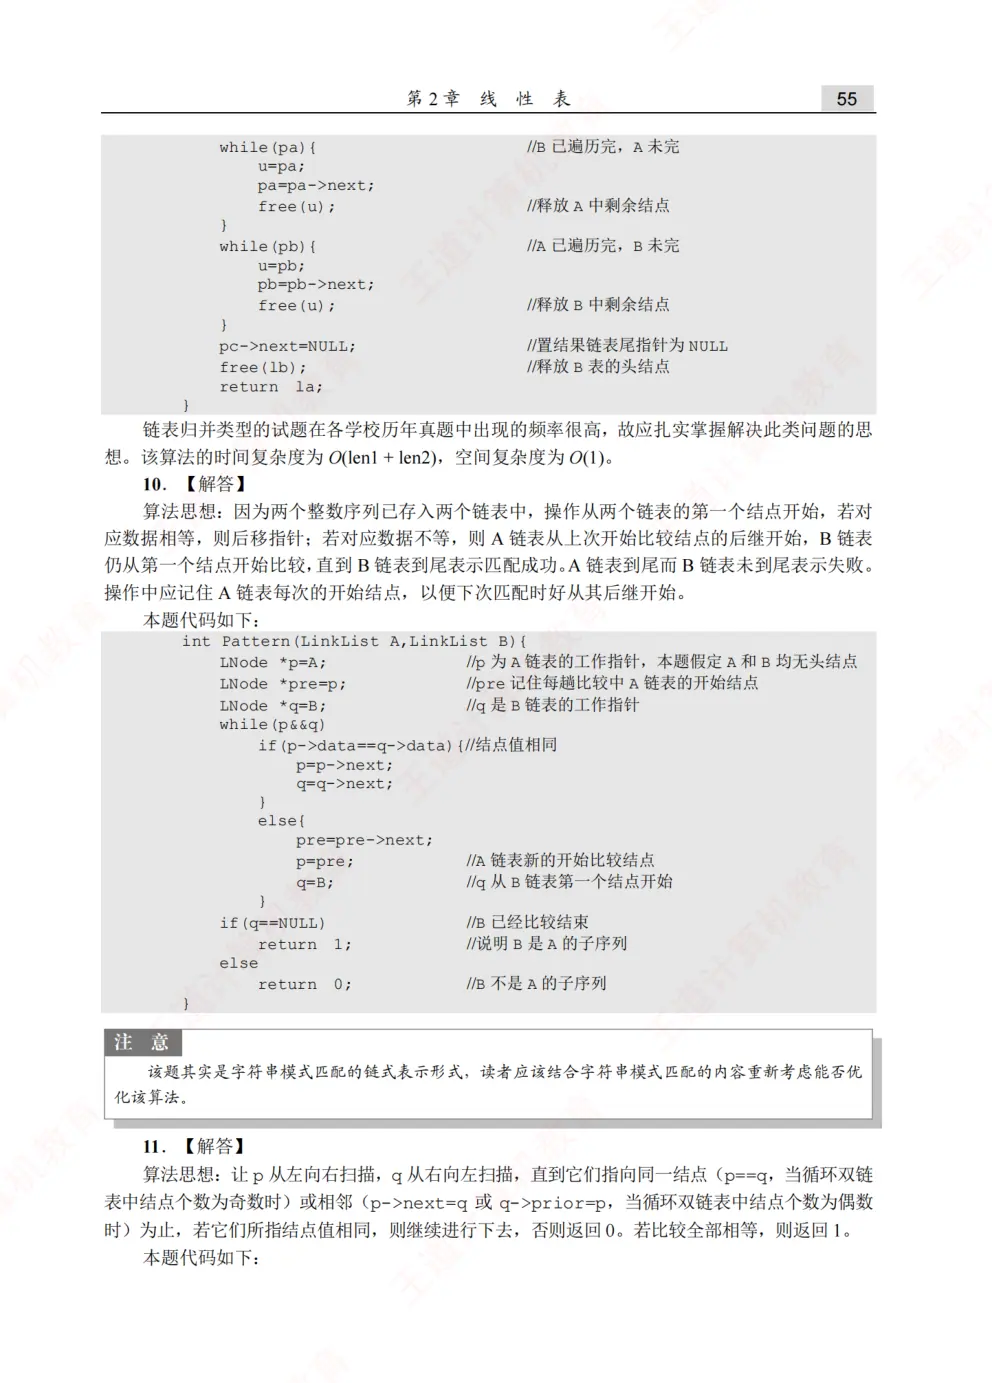 第2章 线 性 表 55
while(pa){ //B 已遍历完，A 未完
u=pa;
pa=pa->next;
free(u); //释放 A 中剩余结点
}
while(pb){ //A 已遍历完，B 未完
u=pb;
pb=pb->next;
free(u); //释放 B 中剩余结点
}
pc->next=NULL; //置结果链表尾指针为 NULL
free(lb); //释放 B 表的头结点
return la;
}
链表归并类型的试题在各学校历年真题中出现的频率很高，故应扎实掌握解决此类问题的思
想。该算法的时间复杂度为 O(len1 + len2)，空间复杂度为 O(1)。
10. 【解答】
算法思想：因为两个整数序列已存入两个链表中，操作从两个链表的第一个结点开始，若对
应数据相等，则后移指针；若对应数据不等，则 A 链表从上次开始比较结点的后继开始，B 链表
仍从第一个结点开始比较，直到 B 链表到尾表示匹配成功。A 链表到尾而 B 链表未到尾表示失败。
操作中应记住 A 链表每次的开始结点，以便下次匹配时好从其后继开始。
本题代码如下：
int Pattern(LinkList A,LinkList B){
LNode *p=A; //p 为 A 链表的工作指针，本题假定 A 和 B 均无头结点
LNode *pre=p; //pre 记住每趟比较中 A 链表的开始结点
LNode *q=B; //q 是 B 链表的工作指针
while(p&&q)
if(p->data==q->data){//结点值相同
p=p->next;
q=q->next;
}
else{
pre=pre->next;
p=pre; //A 链表新的开始比较结点
q=B; //q 从 B 链表第一个结点开始
}
if(q==NULL) //B 已经比较结束
return 1; //说明 B 是 A 的子序列
else
return 0; //B 不是 A 的子序列
}
注 意
该题其实是字符串模式匹配的链式表示形式，读者应该结合字符串模式匹配的内容重新考虑能否优
化该算法。
11. 【解答】
算法思想：让 p 从左向右扫描，q 从右向左扫描，直到它们指向同一结点（p==q，当循环双链
表中结点个数为奇数时）或相邻（p->next=q 或 q->prior=p，当循环双链表中结点个数为偶数
时）为止，若它们所指结点值相同，则继续进行下去，否则返回 0。若比较全部相等，则返回 1。
本题代码如下：